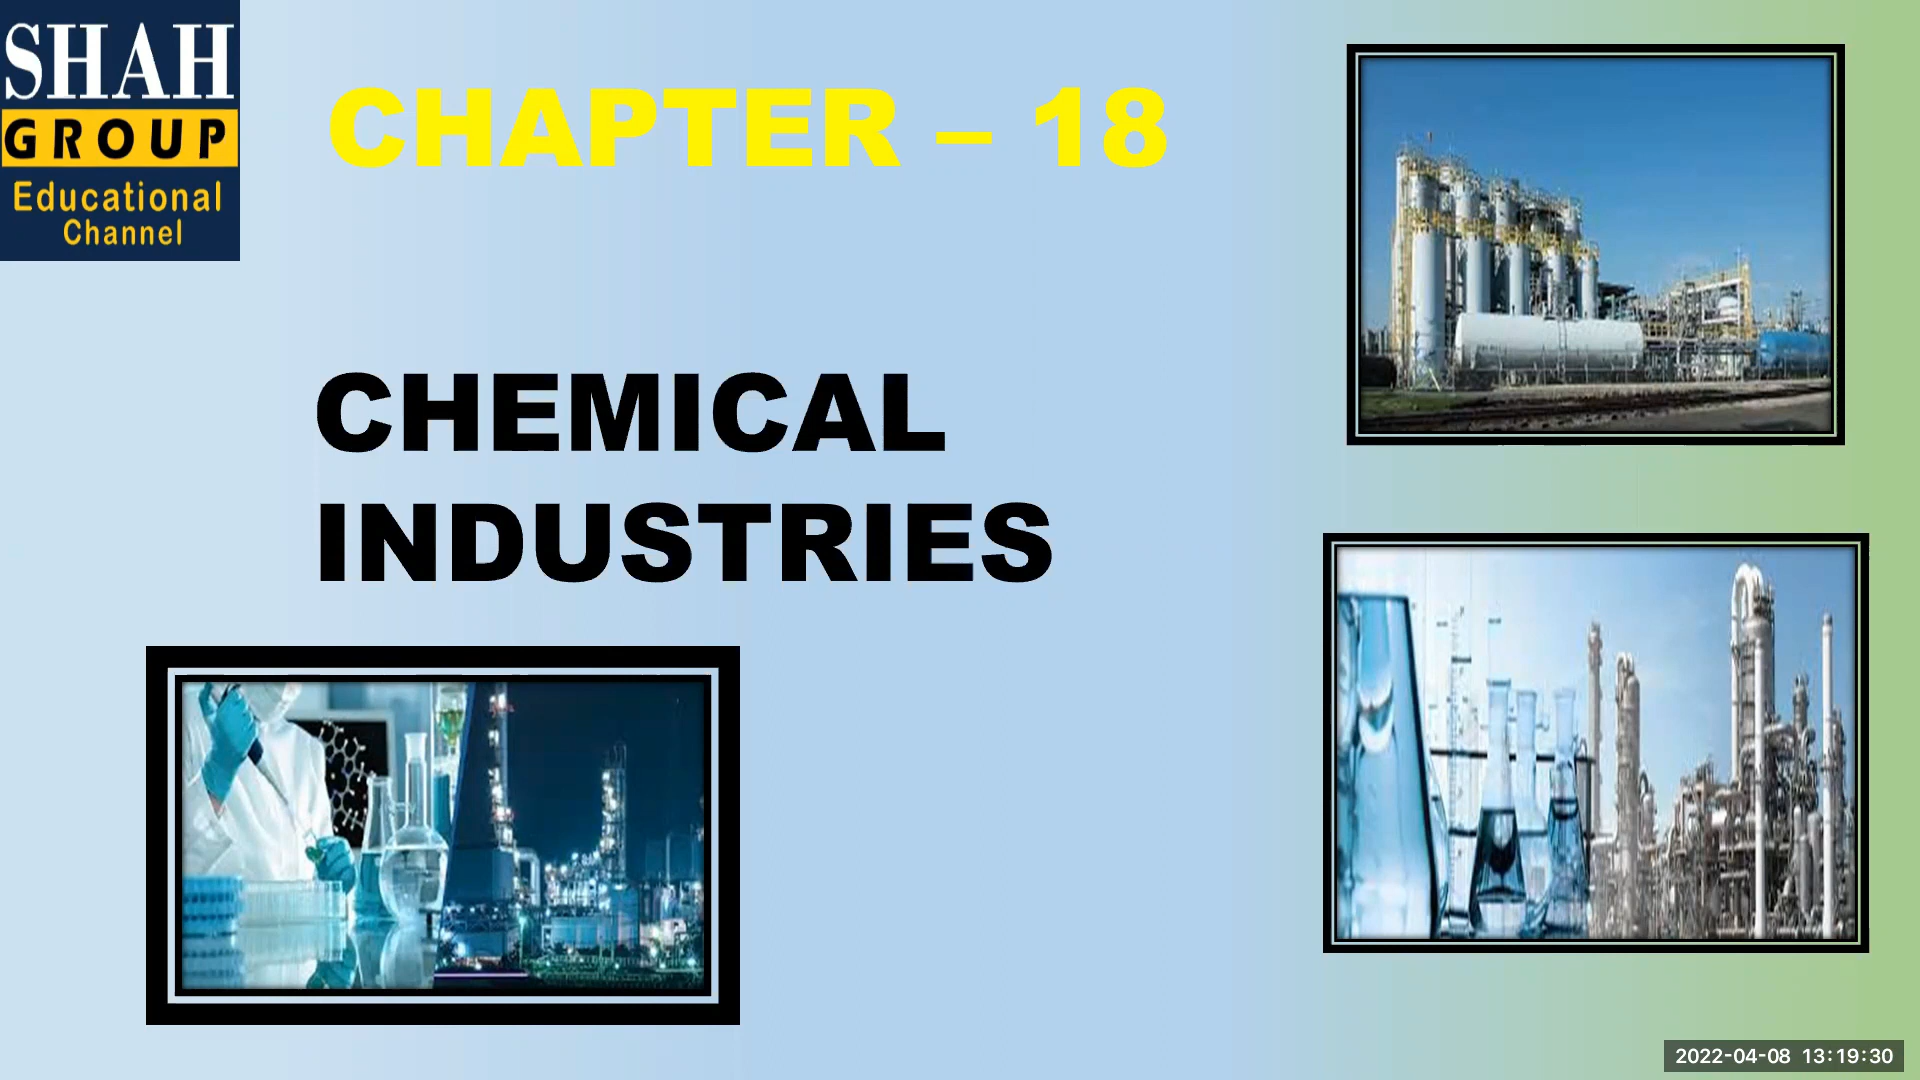 SHAH
GROUP
Educational
Channel
CHAPTER – 18
CHEMICAL
INDUSTRIES
2022-04-08 13:19:30